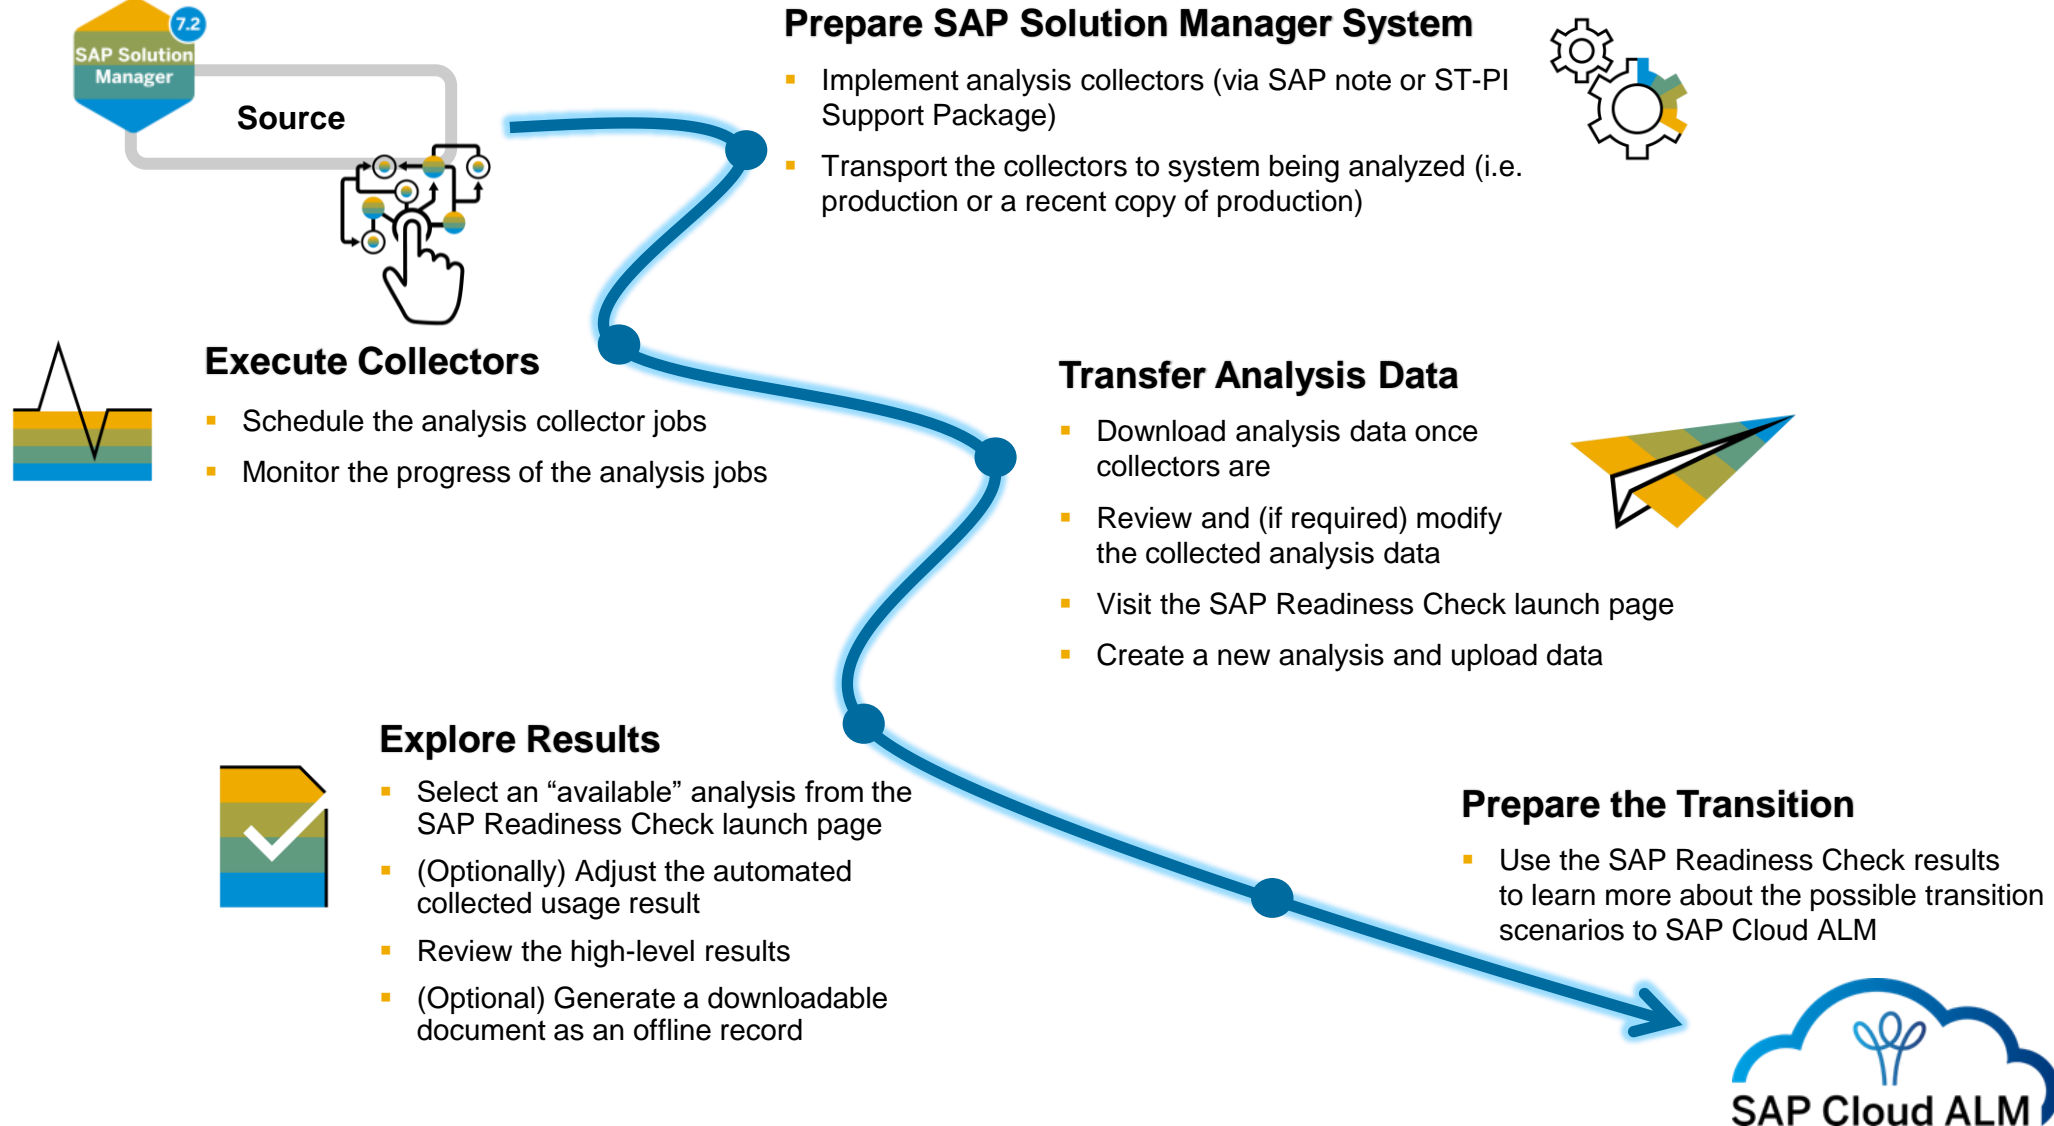 7.2
SAP Solution
Manager
Source
Prepare SAP Solution Manager System
Implement analysis collectors (via SAP note or ST-PI
Support Package)
Transport the collectors to system being analyzed (i.e.
production or a recent copy of production)
Execute Collectors
Schedule the analysis collector jobs
Monitor the progress of the analysis jobs
Transfer Analysis Data
Download analysis data once
collectors are
Review and (if required) modify
the collected analysis data
Visit the SAP Readiness Check launch page
Create a new analysis and upload data
Explore Results
Select an “available” analysis from the
SAP Readiness Check launch page
(Optionally) Adjust the automated
collected usage result
Review the high-level results
(Optional) Generate a downloadable
document as an offline record
Prepare the Transition
Use the SAP Readiness Check results
to learn more about the possible transition
scenarios to SAP Cloud ALM
SAP Cloud ALM